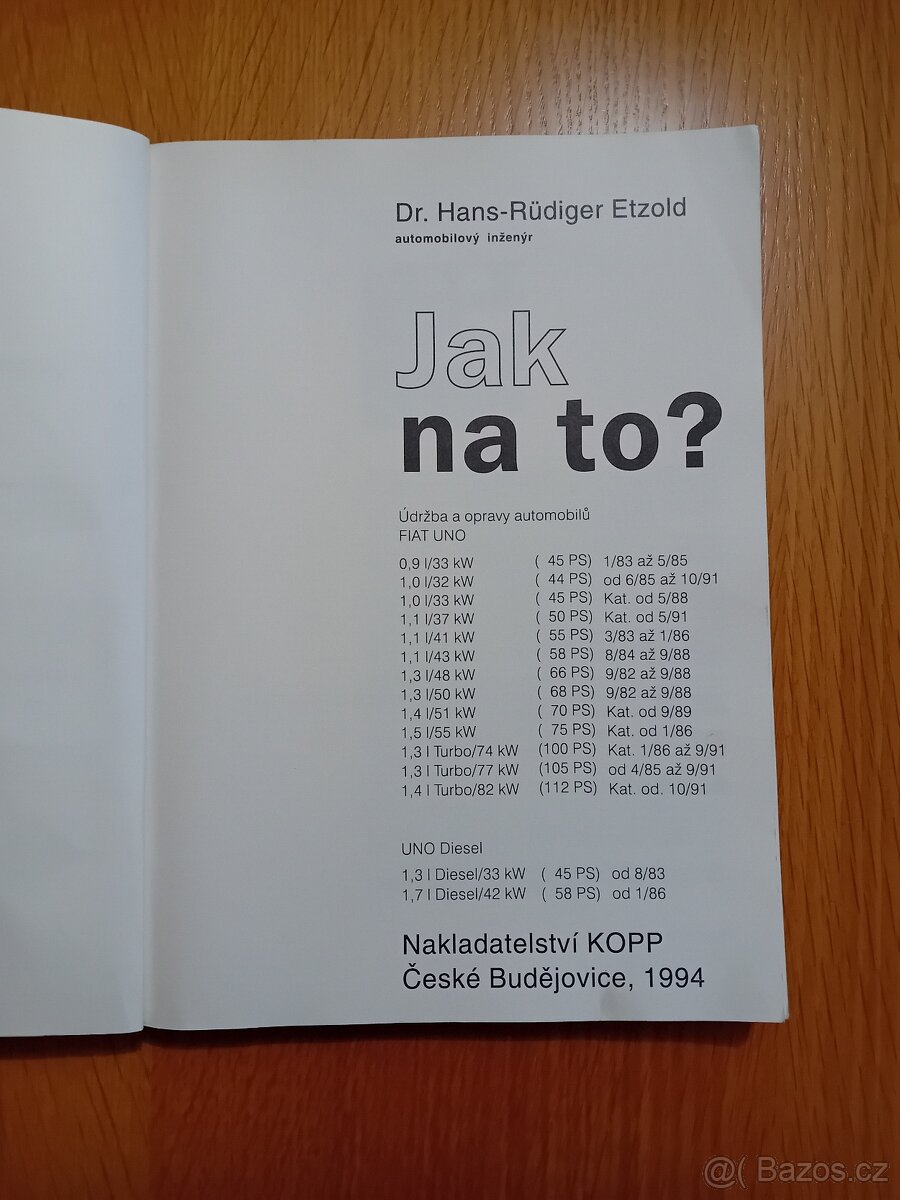 Dr. Hans-Rüdiger Etzold
automobilový inženýr
Jak
na to?
Údržba a opravy automobilů
FIAT UNO
0,9 l/33 kW ( 45 PS) 1/83 až 5/85
1,0 l/32 kW ( 44 PS) od 6/85 až 10/91
1,0 l/33 kW ( 45 PS) Kat. od 5/88
1,1 l/37 kW ( 50 PS) Kat. od 5/91
1,1 l/41 kW ( 55 PS) 3/83 až 1/86
1,1 l/43 kW ( 58 PS) 8/84 až 9/88
1,3 l/48 kW ( 66 PS) 9/82 až 9/88
1,3 l/50 kW ( 68 PS) 9/82 až 9/88
1,4 l/51 kW ( 70 PS) Kat. od 9/89
1,5 l/55 kW ( 75 PS) Kat. od 1/86
1,3 l Turbo/74 kW (100 PS) Kat. 1/86 až 9/91
1,3 l Turbo/77 kW (105 PS) od 4/85 až 9/91
1,4 l Turbo/82 kW (112 PS) Kat. od. 10/91
UNO Diesel
1,3 l Diesel/33 kW ( 45 PS) od 8/83
1,7 l Diesel/42 kW ( 58 PS) od 1/86
Nakladatelství KOPP
České Budějovice, 1994
@( Bazos.cz